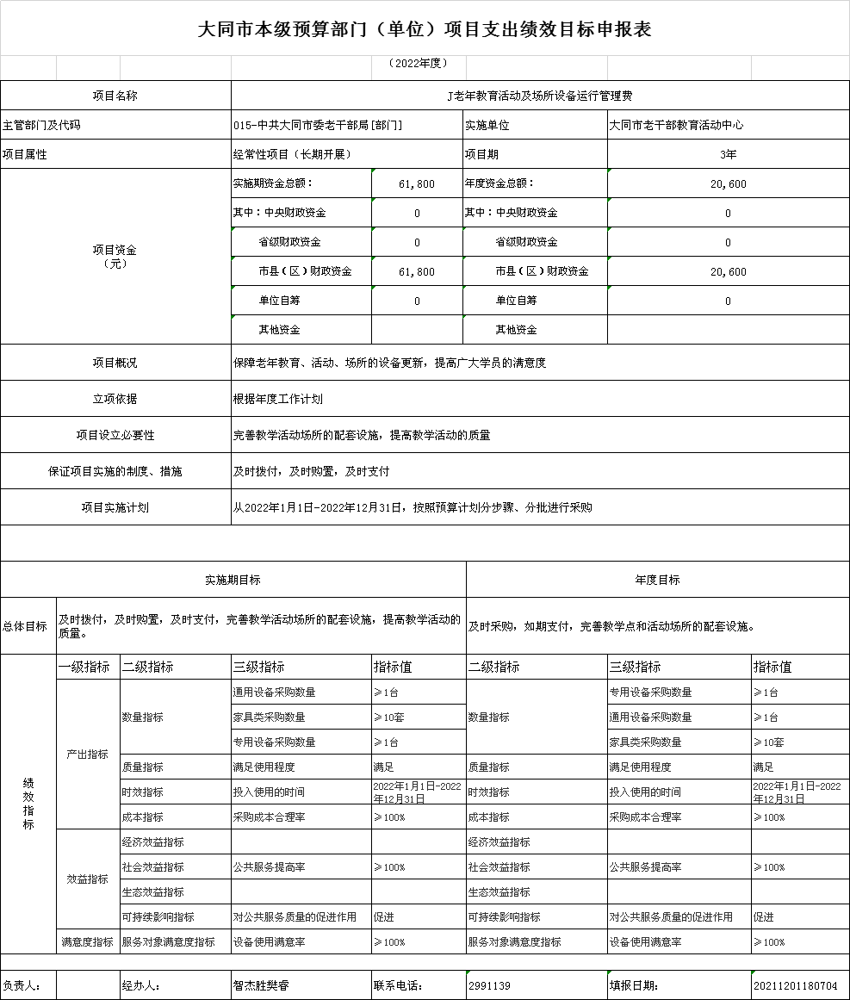 大同市本级预算部门（单位）项目支出绩效目标申报表
（2022年度）
项目名称 J老年教育活动及场所设备运行管理费
主管部门及代码 015-中共大同市委老干部局[部门] 实施单位 大同市老干部教育活动中心
项目属性 经常性项目（长期开展） 项目期 3年
项目资金（元） 实施期资金总额： 61,800 年度资金总额： 20,600
其中：中央财政资金 0 其中：中央财政资金 0
省级财政资金 0 省级财政资金 0
市县（区）财政资金 61,800 市县（区）财政资金 20,600
单位自筹 0 单位自筹 0
其他资金 其他资金
项目概况 保障老年教育、活动、场所的设备更新，提高广大学员的满意度
立项依据 根据年度工作计划
项目设立必要性 完善教学活动场所的配套设施，提高教学活动的质量
保证项目实施的制度、措施 及时拨付，及时购置，及时支付
项目实施计划 从2022年1月1日-2022年12月31日，按照预算计划分步骤、分批进行采购
实施期目标 年度目标
总体目标 及时拨付，及时购置，及时支付，完善教学活动场所的配套设施，提高教学活动的质量。 及时采购，如期支付，完善教学点和活动场所的配套设施。
绩效指标 一级指标 二级指标 三级指标 指标值 二级指标 三级指标 指标值
产出指标 数量指标 通用设备采购数量 ≥1台 数量指标 专用设备采购数量 ≥1台
家具类采购数量 ≥10套 通用设备采购数量 ≥1台
专用设备采购数量 ≥1台 家具类采购数量 ≥10套
质量指标 满足使用程度 满足 质量指标 满足使用程度 满足
时效指标 投入使用的时间 2022年1月1日-2022年12月31日 时效指标 投入使用的时间 2022年1月1日-2022年12月31日
成本指标 采购成本合理率 ≥100% 成本指标 采购成本合理率 ≥100%
效益指标 经济效益指标 经济效益指标
社会效益指标 公共服务提高率 ≥100% 社会效益指标 公共服务提高率 ≥100%
生态效益指标 生态效益指标
可持续影响指标 对公共服务质量的促进作用 促进 可持续影响指标 对公共服务质量的促进作用 促进
满意度指标 服务对象满意度指标 设备使用满意率 ≥100% 服务对象满意度指标 设备使用满意率 ≥100%
负责人： 经办人： 智杰胜樊睿 联系电话： 2991139 填报日期： 20211201180704